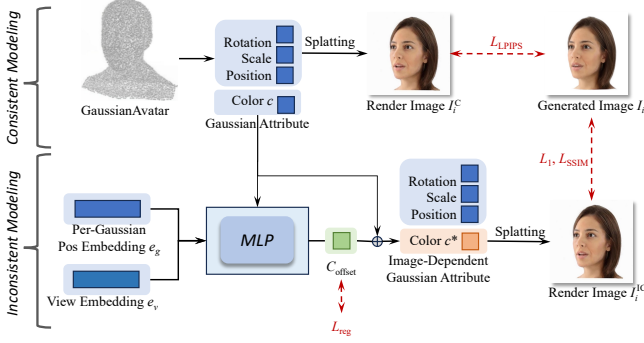 Consistent Modeling
GaussianAvatar
Rotation
Scale
Position
Color c
Gaussian Attribute
Splatting
Render Image I_i^C
L_LPIPS
Generated Image I_i
L_1, L_SSIM
Inconsistent Modeling
Per-Gaussian
Pos Embedding e_g
View Embedding e_v
MLP
C_offset
L_reg
Rotation
Scale
Position
Color c*
Image-Dependent
Gaussian Attribute
Splatting
Render Image I_i^IC